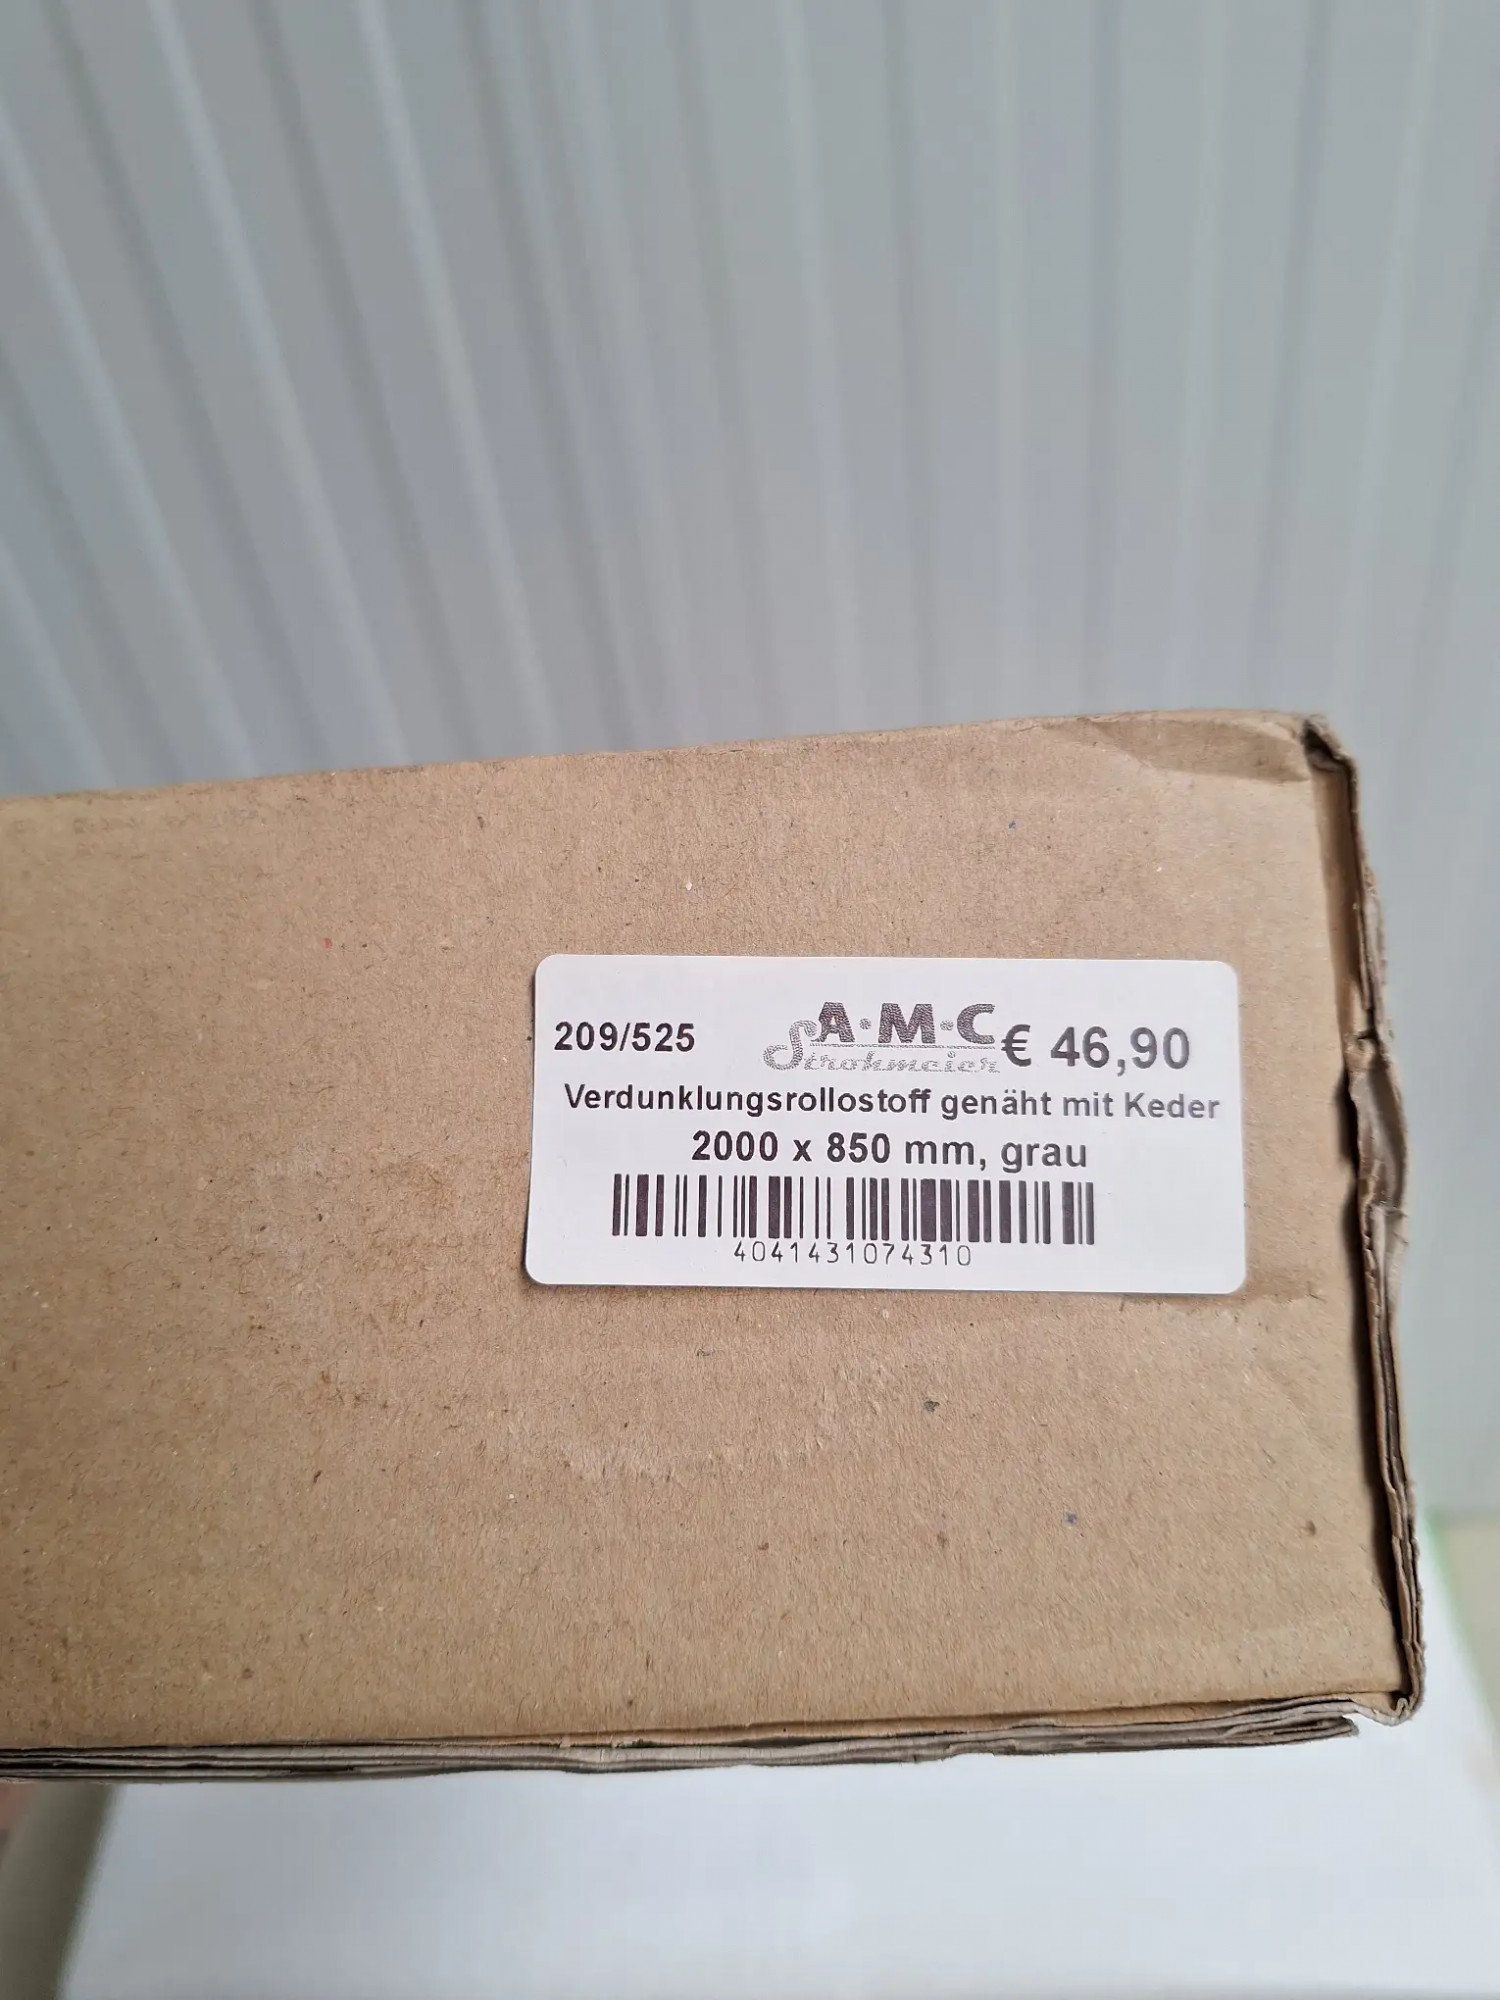 209/525 A·M·C Strohmeier € 46,90
Verdunklungsrollostoff genäht mit Keder
2000 x 850 mm, grau
4041431074310